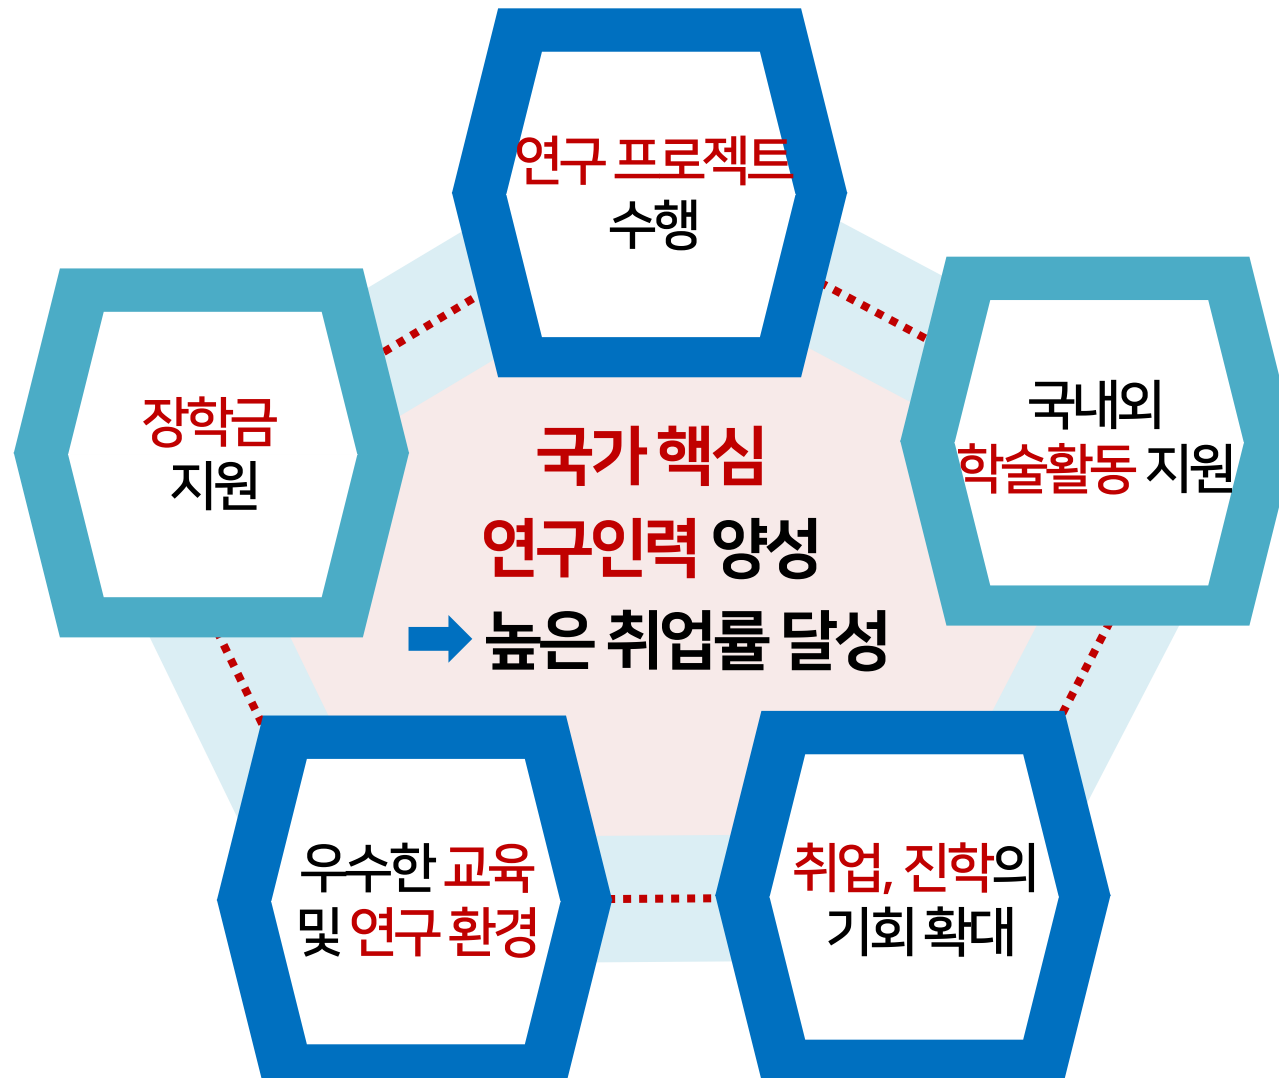 연구 프로젝트
수행
장학금
지원
국내외
학술활동 지원
국가 핵심
연구인력 양성
높은 취업률 달성
우수한 교육
및 연구 환경
취업, 진학의
기회 확대